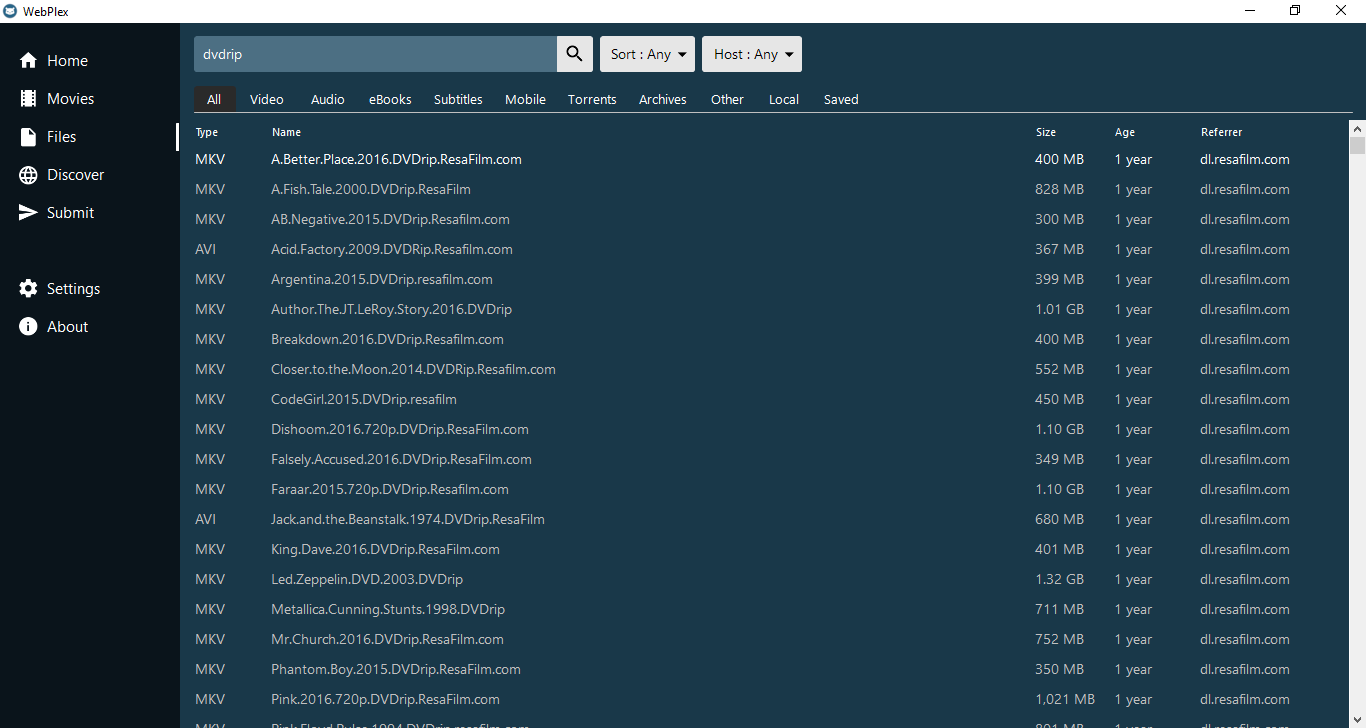 WebPlex
Home
Movies
Files
Discover
Submit
Settings
About
dvdrip
Sort : Any
Host : Any
All Video Audio eBooks Subtitles Mobile Torrents Archives Other Local Saved
Type Name Size Age Referrer
MKV A.Better.Place.2016.DVDrip.ResaFilm.com 400 MB 1 year dl.resafilm.com
MKV A.Fish.Tale.2000.DVDrip.ResaFilm 828 MB 1 year dl.resafilm.com
MKV AB.Negative.2015.DVDrip.Resafilm.com 300 MB 1 year dl.resafilm.com
AVI Acid.Factory.2009.DVDRip.Resafilm.com 367 MB 1 year dl.resafilm.com
MKV Argentina.2015.DVDrip.resafilm.com 399 MB 1 year dl.resafilm.com
MKV Author.The.JT.LeRoy.Story.2016.DVDrip 1.01 GB 1 year dl.resafilm.com
MKV Breakdown.2016.DVDrip.Resafilm.com 400 MB 1 year dl.resafilm.com
MKV Closer.to.the.Moon.2014.DVDRip.Resafilm.com 552 MB 1 year dl.resafilm.com
MKV CodeGirl.2015.DVDrip.resafilm 450 MB 1 year dl.resafilm.com
MKV Dishoom.2016.720p.DVDrip.ResaFilm.com 1.10 GB 1 year dl.resafilm.com
MKV Falsely.Accused.2016.DVDrip.ResaFilm.com 349 MB 1 year dl.resafilm.com
MKV Faraar.2015.720p.DVDrip.Resafilm.com 1.10 GB 1 year dl.resafilm.com
AVI Jack.and.the.Beanstalk.1974.DVDrip.ResaFilm 680 MB 1 year dl.resafilm.com
MKV King.Dave.2016.DVDrip.ResaFilm.com 401 MB 1 year dl.resafilm.com
MKV Led.Zeppelin.DVD.2003.DVDrip 1.32 GB 1 year dl.resafilm.com
MKV Metallica.Cunning.Stunts.1998.DVDrip 711 MB 1 year dl.resafilm.com
MKV Mr.Church.2016.DVDrip.ResaFilm.com 752 MB 1 year dl.resafilm.com
MKV Phantom.Boy.2015.DVDrip.ResaFilm.com 350 MB 1 year dl.resafilm.com
MKV Pink.2016.720p.DVDrip.ResaFilm.com 1,021 MB 1 year dl.resafilm.com
MKV Pink.Floyd.Pulse.1994.DVDrip.resafilm.com 801 MB 1 year dl.resafilm.com